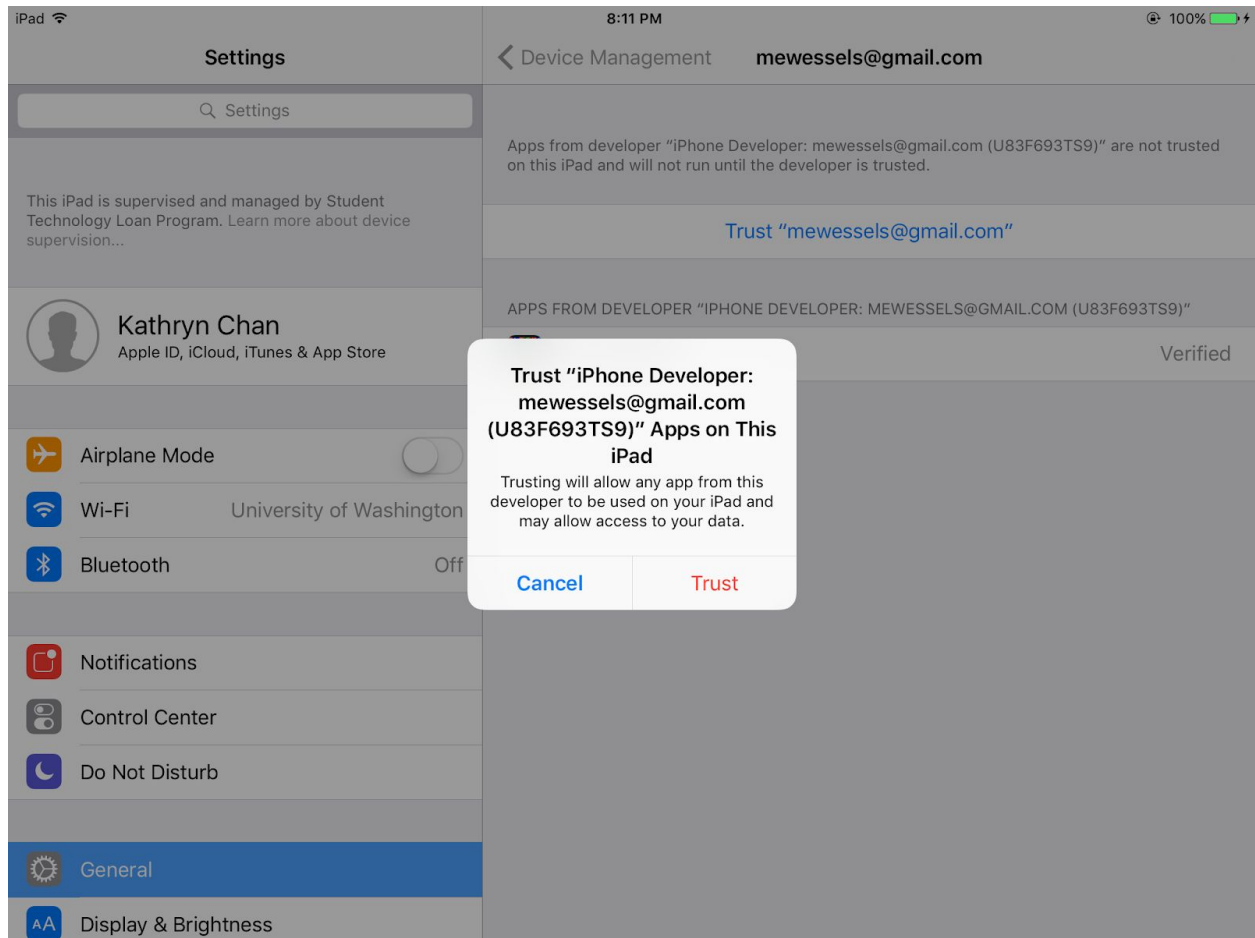 iPad
8:11 PM
100%
Settings
Settings
This iPad is supervised and managed by Student
Technology Loan Program. Learn more about device
supervision...
Kathryn Chan
Apple ID, iCloud, iTunes & App Store
Airplane Mode
Wi-Fi University of Washington
Bluetooth Off
Notifications
Control Center
Do Not Disturb
General
AA Display & Brightness
Device Management mewessels@gmail.com
Apps from developer “iPhone Developer: mewessels@gmail.com (U83F693TS9)” are not trusted
on this iPad and will not run until the developer is trusted.
Trust “mewessels@gmail.com”
APPS FROM DEVELOPER “IPHONE DEVELOPER: MEWESSELS@GMAIL.COM (U83F693TS9)”
Verified
Trust “iPhone Developer:
mewessels@gmail.com
(U83F693TS9)” Apps on This
iPad
Trusting will allow any app from this
developer to be used on your iPad and
may allow access to your data.
Cancel Trust